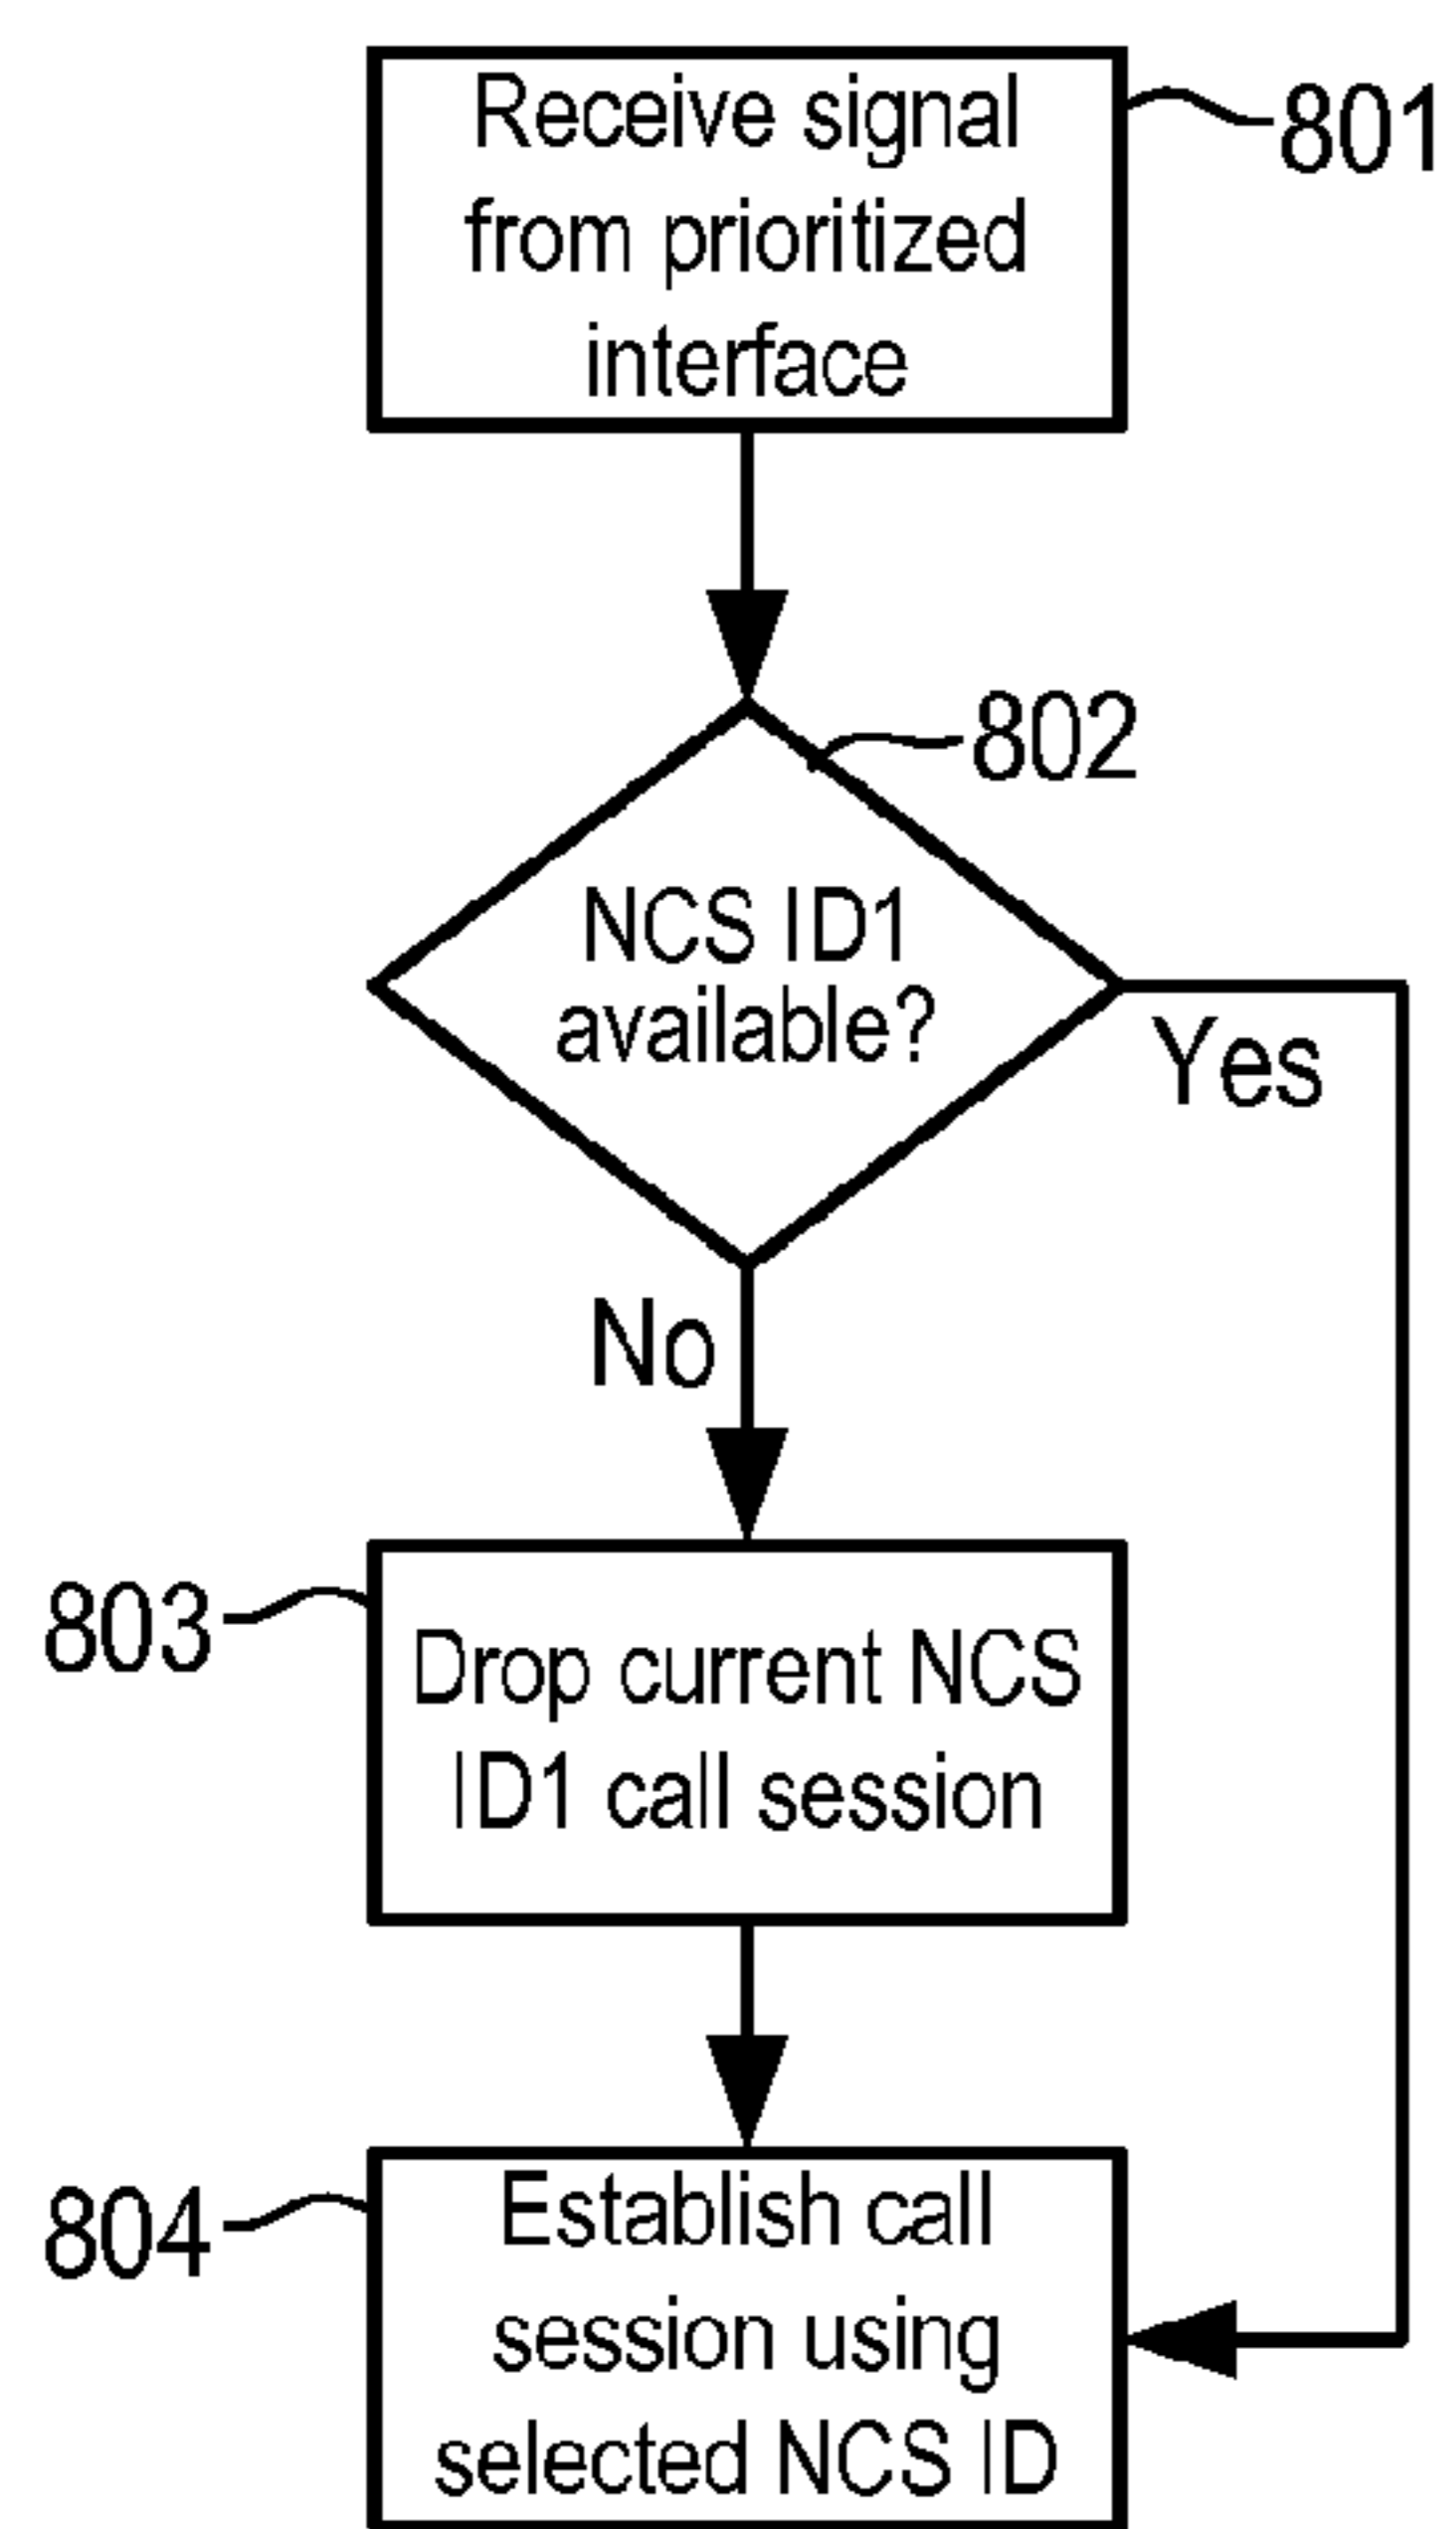 Receive signal
from prioritized
interface
801
802
NCS ID1
available?
Yes
No
803
Drop current NCS
ID1 call session
804
Establish call
session using
selected NCS ID